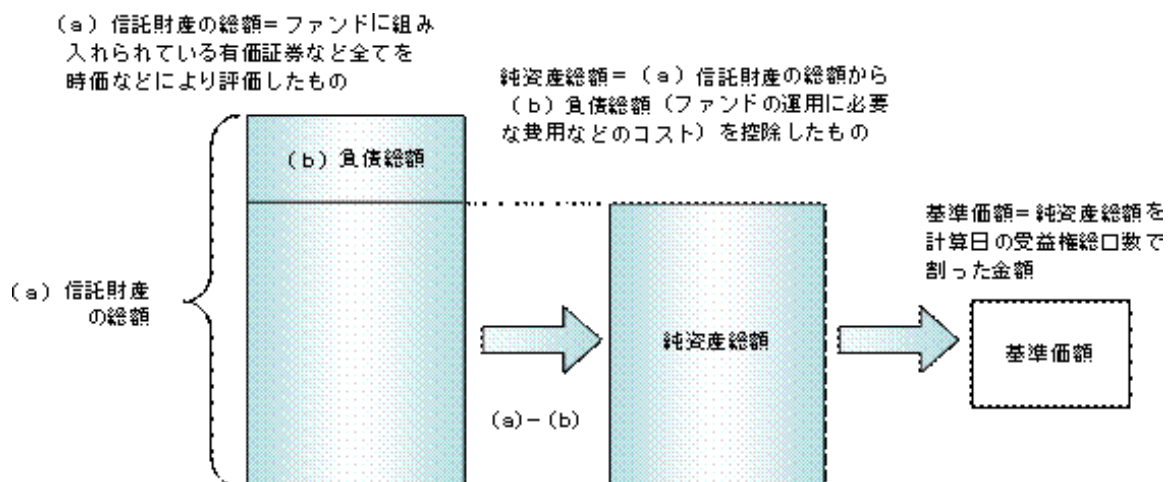 (a) 信託財産の総額＝ファンドに組み
入れられている有価証券など全てを
時価などにより評価したもの
純資産総額＝(a) 信託財産の総額から
(b) 負債総額（ファンドの運用に必要
な費用などのコスト）を控除したもの
(b) 負債総額
基準価額＝純資産総額を
計算日の受益権総口数で
割った金額
(a) 信託財産
の総額
純資産総額
基準価額
(a)－(b)